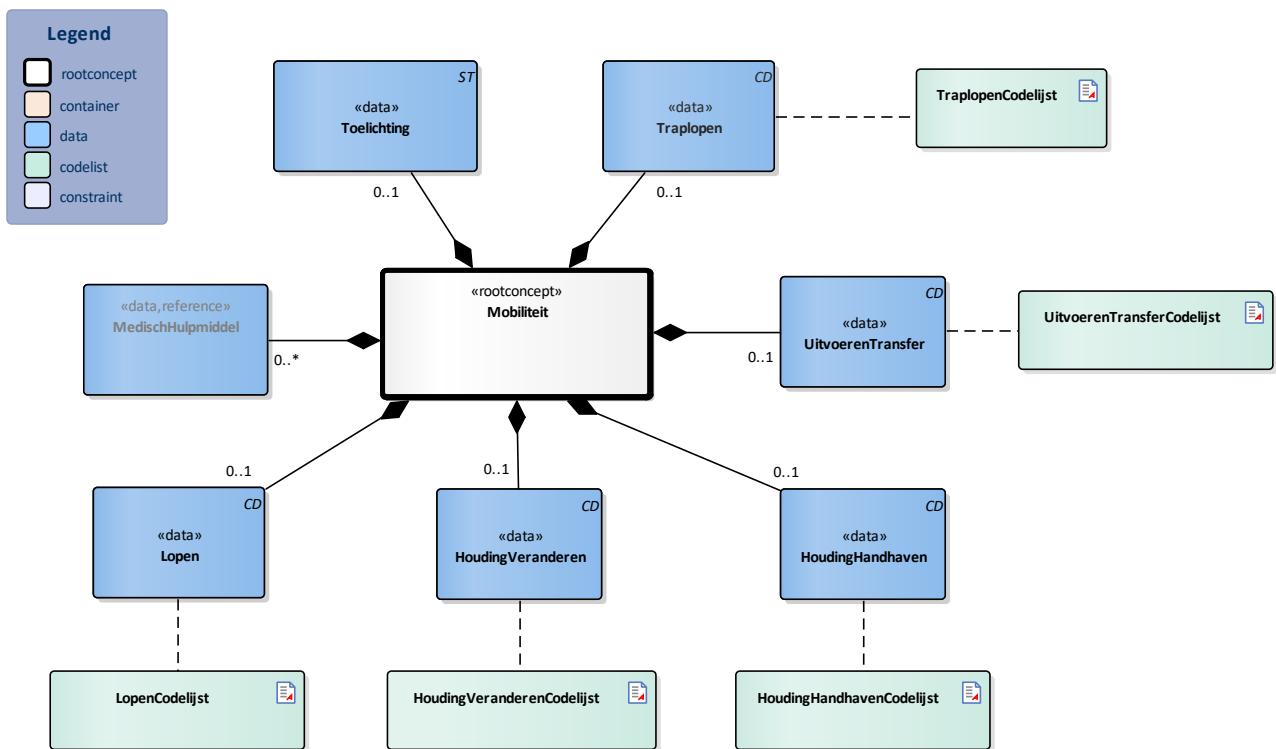 Legend
rootconcept
container
data
codelist
constraint
ST
«data»
Toelichting
0..1
CD
«data»
Traplopen
0..1
TraplopenCodelijst
«data,reference»
MedischHulpmiddel
0..*
«rootconcept»
Mobiliteit
CD
«data»
UitvoerenTransfer
0..1
UitvoerenTransferCodelijst
0..1
CD
«data»
Lopen
0..1
CD
«data»
HoudingVeranderen
0..1
CD
«data»
HoudingHandhaven
LopenCodelijst
HoudingVeranderenCodelijst
HoudingHandhavenCodelijst